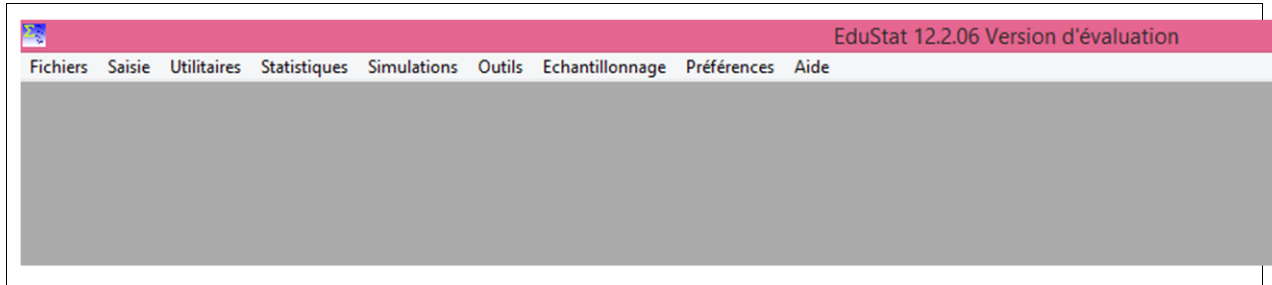 EduStat 12.2.06 Version d'évaluation
Fichiers Saisie Utilitaires Statistiques Simulations Outils Echantillonnage Préférences Aide